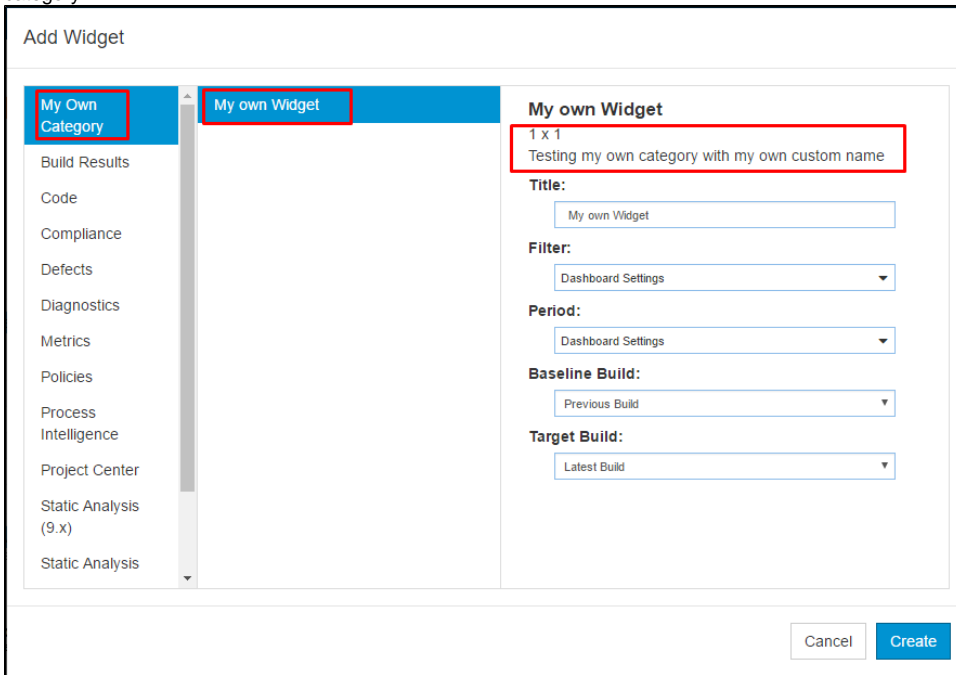 category
Add Widget
My Own
Category
Build Results
Code
Compliance
Defects
Diagnostics
Metrics
Policies
Process
Intelligence
Project Center
Static Analysis
(9.x)
Static Analysis
My own Widget
My own Widget
1 x 1
Testing my own category with my own custom name
Title:
My own Widget
Filter:
Dashboard Settings
Period:
Dashboard Settings
Baseline Build:
Previous Build
Target Build:
Latest Build
Cancel
Create